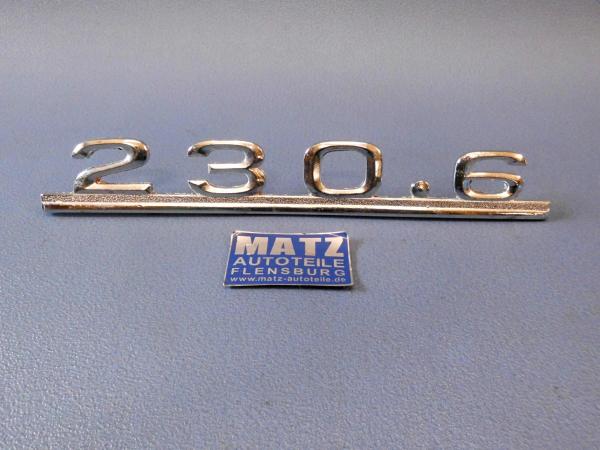 230.6
MATZ
AUTOTEILE
FLENSBURG
www.matz-autoteile.de